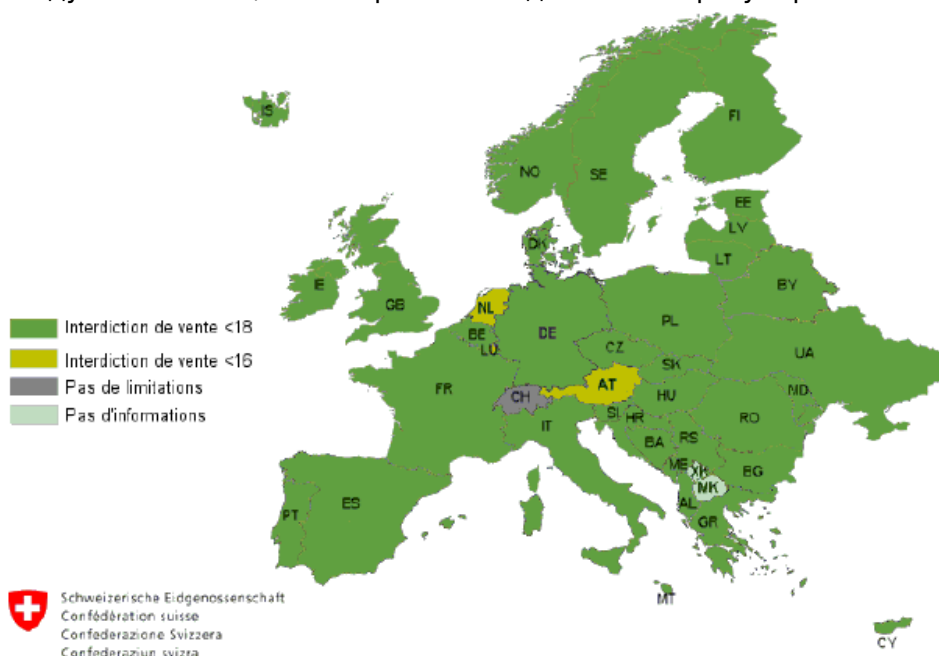 IS
FI
NO
SE
EE
LV
DK
LT
IE
BY
GB
NL
Interdiction de vente <18
BE
DE
PL
Interdiction de vente <16
LU
CZ
UA
Pas de limitations
FR
CH
AT
SK
HU
MD
Pas d'informations
IT
SI
HR
RO
BA
RS
ME
XK
BG
PT
ES
MK
AL
GR
MT
CY
Schweizerische Eidgenossenschaft
Confédération suisse
Confederazione Svizzera
Confederaziun svizra